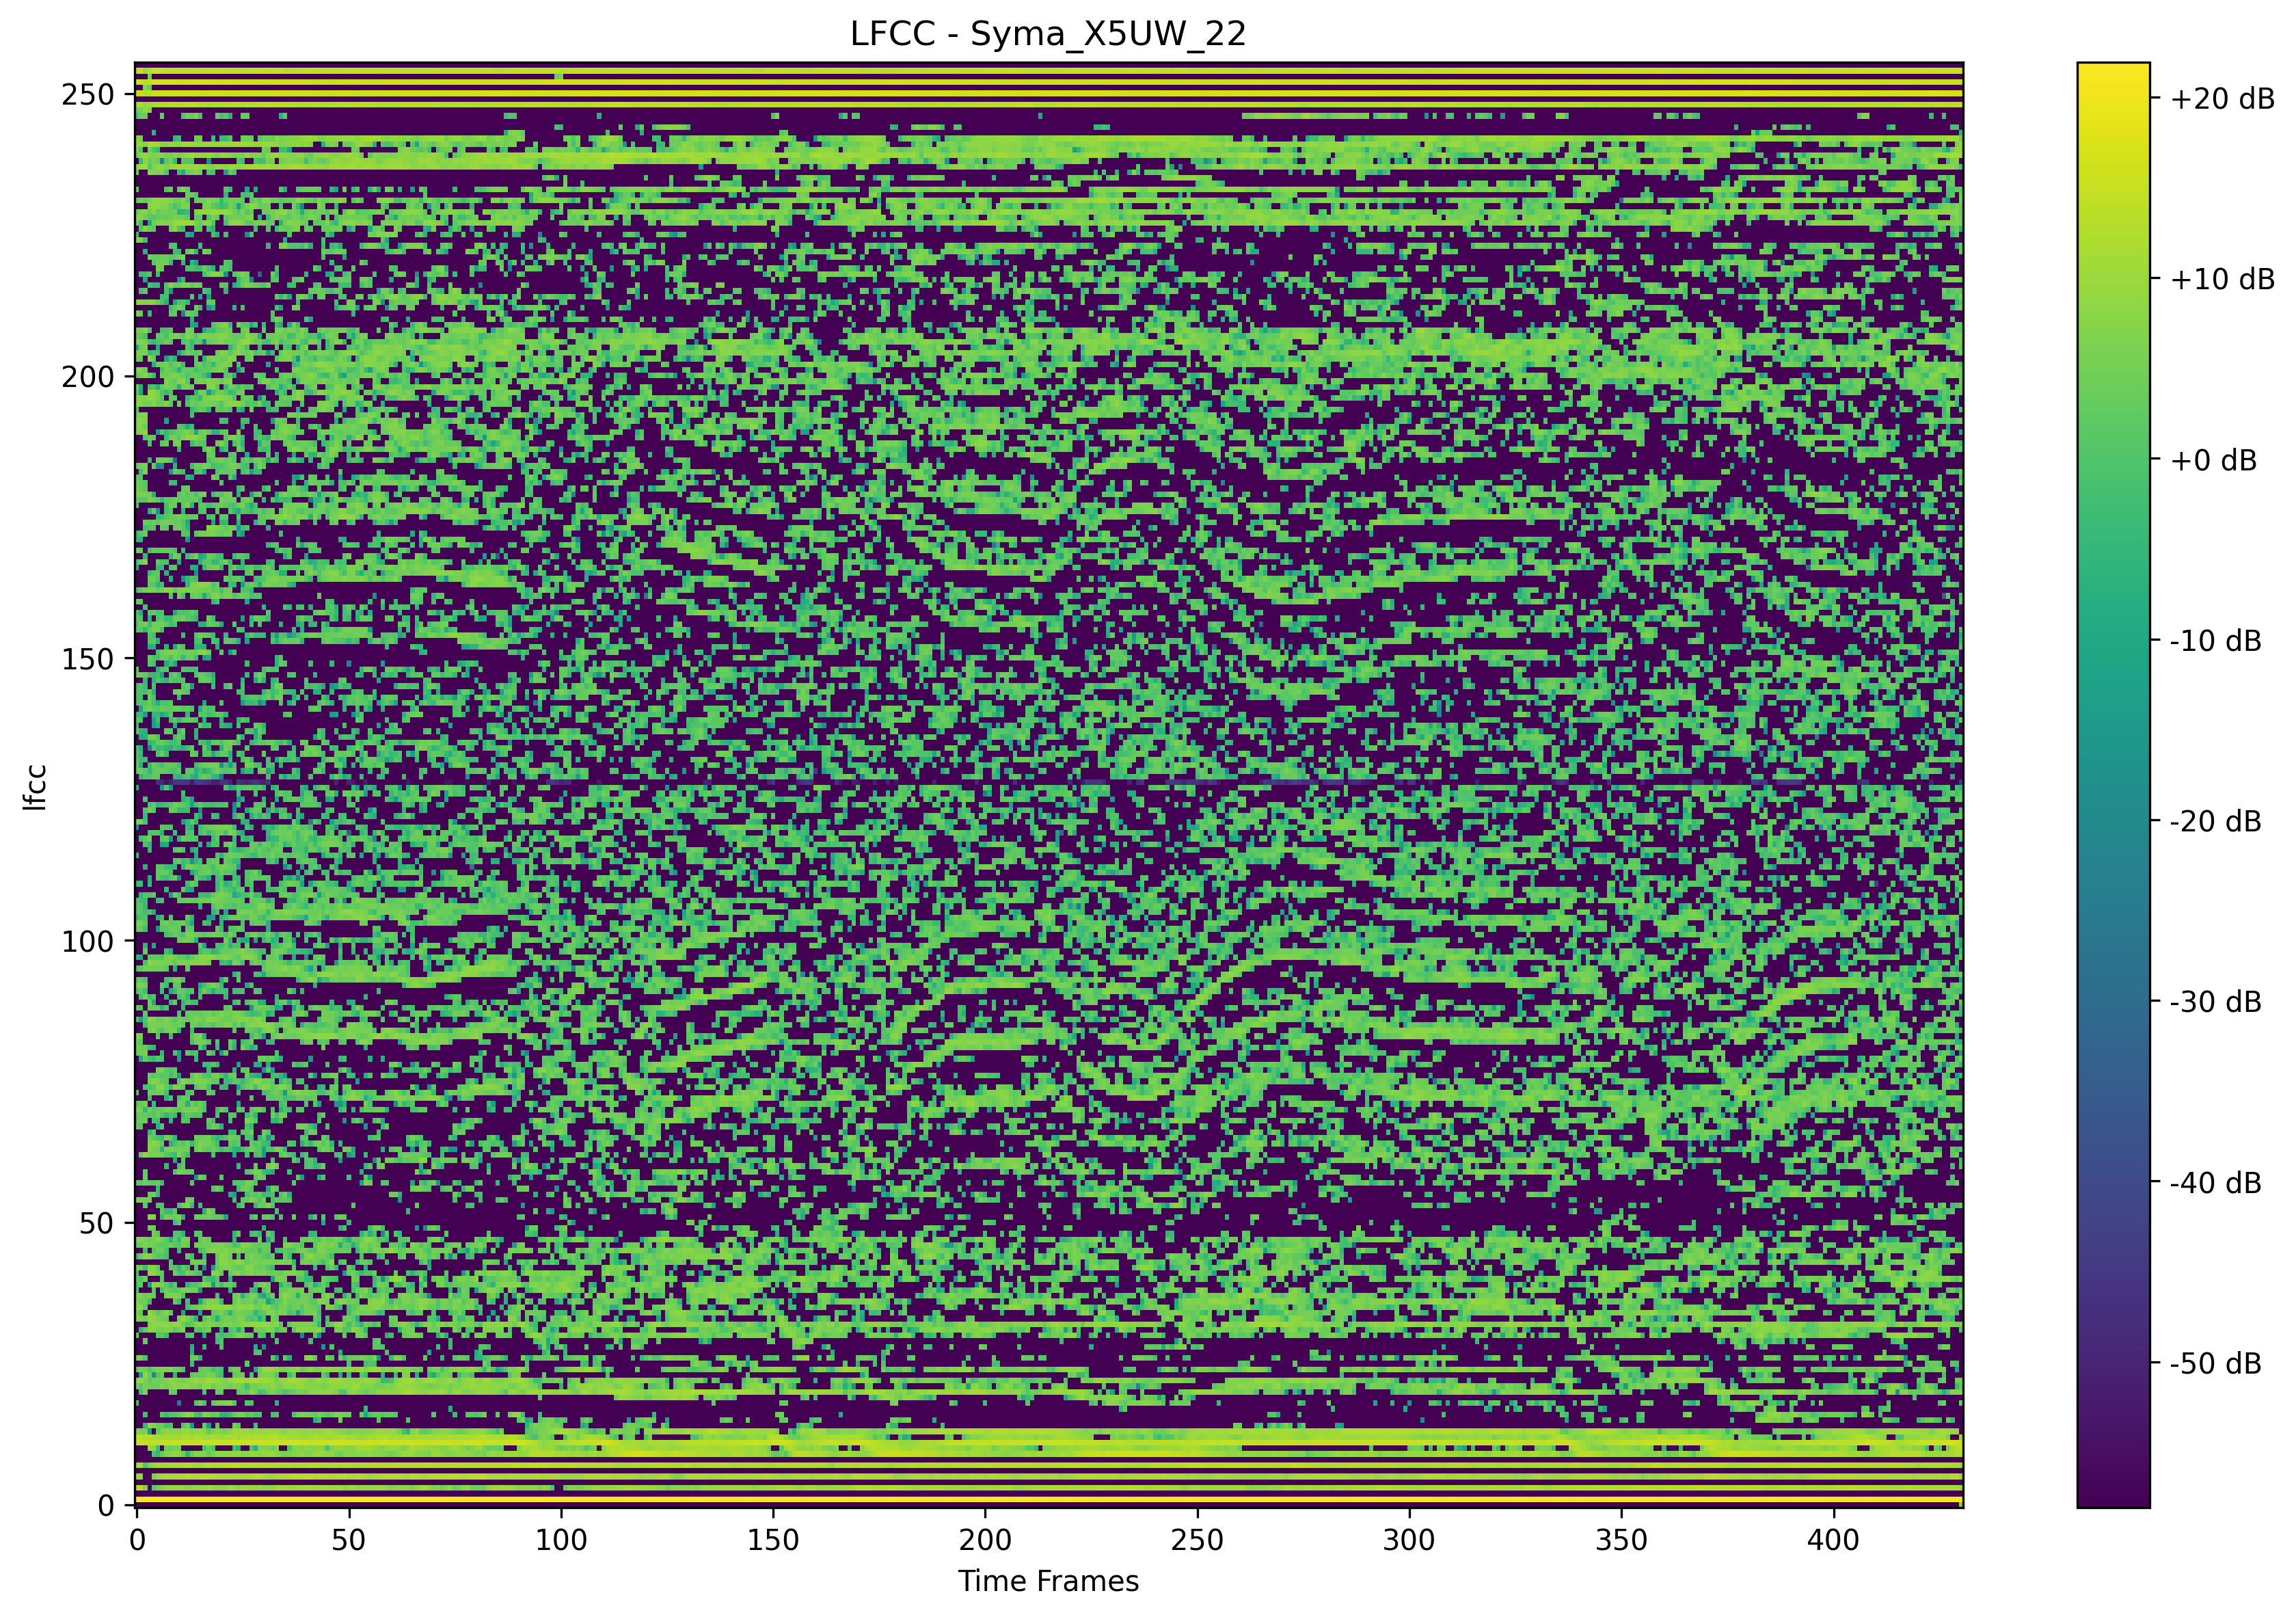 LFCC - Syma_X5UW_22
lfcc
250
200
150
100
50
0
0 50 100 150 200 250 300 350 400
Time Frames
+20 dB
+10 dB
+0 dB
-10 dB
-20 dB
-30 dB
-40 dB
-50 dB